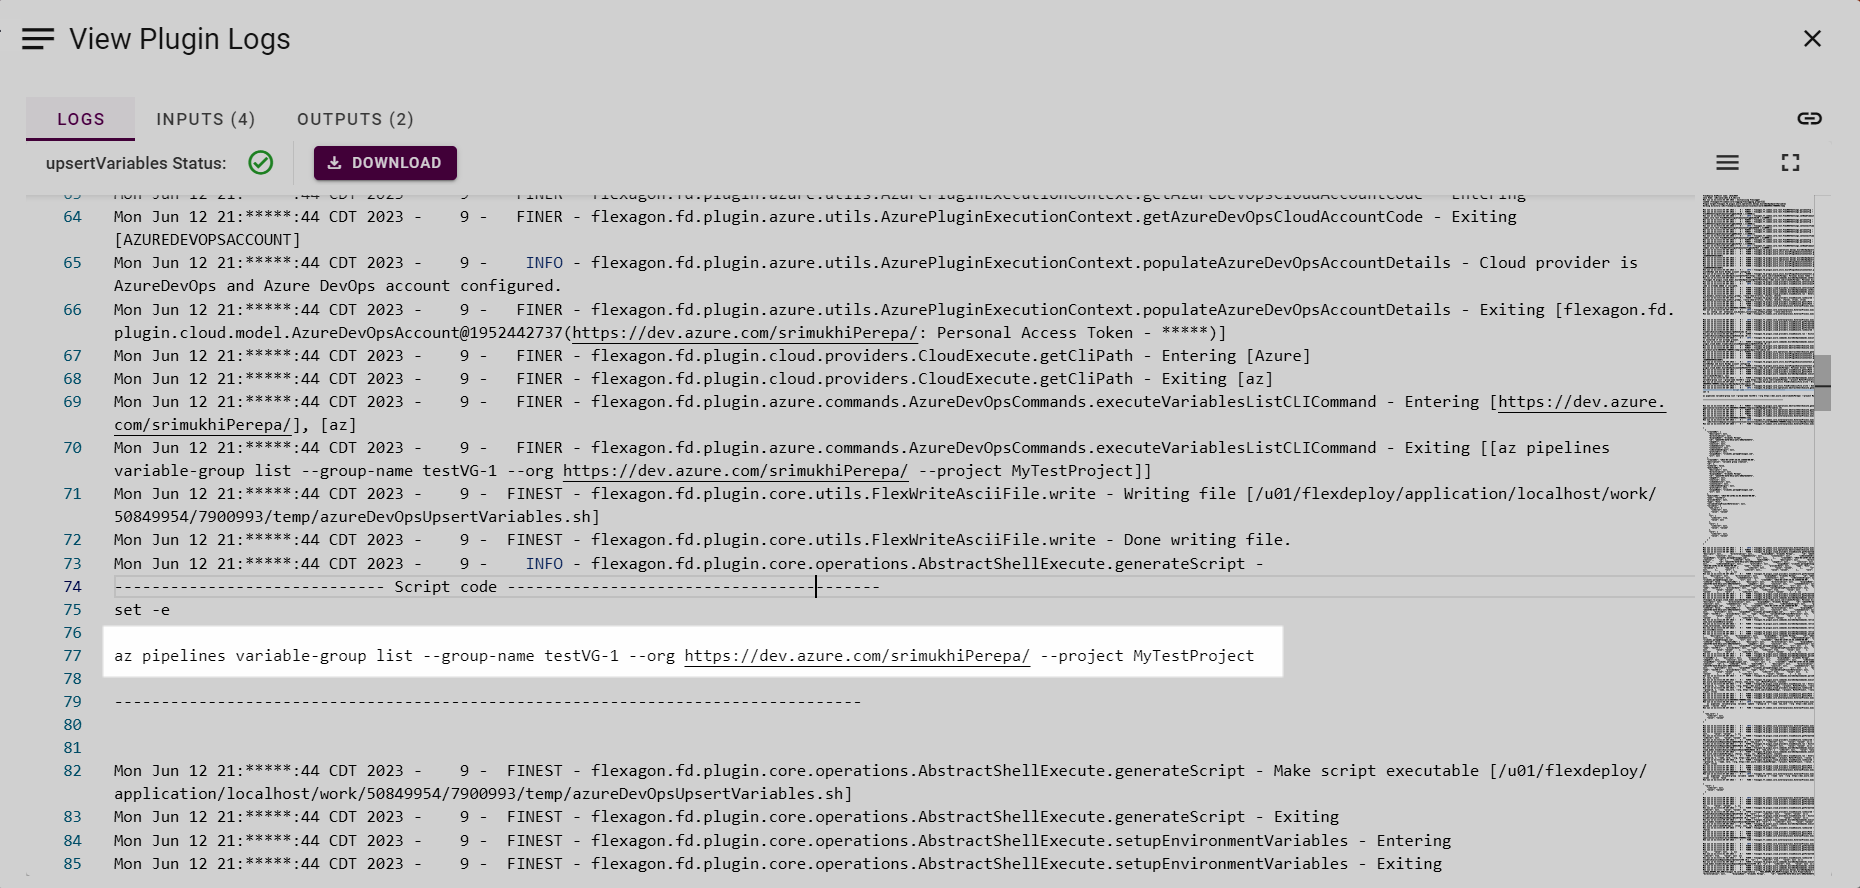 View Plugin Logs
LOGS INPUTS (4) OUTPUTS (2)
upsertVariables Status: DOWNLOAD
64 Mon Jun 12 21:*****:44 CDT 2023 - 9 - FINER - flexagon.fd.plugin.azure.utils.AzurePluginExecutionContext.getAzureDevOpsCloudAccountCode - Exiting
[AZUREDEVOPSACCOUNT]
65 Mon Jun 12 21:*****:44 CDT 2023 - 9 - INFO - flexagon.fd.plugin.azure.utils.AzurePluginExecutionContext.populateAzureDevOpsAccountDetails - Cloud provider is
AzureDevOps and Azure DevOps account configured.
66 Mon Jun 12 21:*****:44 CDT 2023 - 9 - FINER - flexagon.fd.plugin.azure.utils.AzurePluginExecutionContext.populateAzureDevOpsAccountDetails - Exiting [flexagon.fd.
plugin.cloud.model.AzureDevOpsAccount@1952442737(https://dev.azure.com/srimukhiPerepa/: Personal Access Token - *****)]
67 Mon Jun 12 21:*****:44 CDT 2023 - 9 - FINER - flexagon.fd.plugin.cloud.providers.CloudExecute.getCliPath - Entering [Azure]
68 Mon Jun 12 21:*****:44 CDT 2023 - 9 - FINER - flexagon.fd.plugin.cloud.providers.CloudExecute.getCliPath - Exiting [az]
69 Mon Jun 12 21:*****:44 CDT 2023 - 9 - FINER - flexagon.fd.plugin.azure.commands.AzureDevOpsCommands.executeVariablesListCLICommand - Entering [https://dev.azure.
com/srimukhiPerepa/], [az]
70 Mon Jun 12 21:*****:44 CDT 2023 - 9 - FINER - flexagon.fd.plugin.azure.commands.AzureDevOpsCommands.executeVariablesListCLICommand - Exiting [[az pipelines
variable-group list --group-name testVG-1 --org https://dev.azure.com/srimukhiPerepa/ --project MyTestProject]]
71 Mon Jun 12 21:*****:44 CDT 2023 - 9 - FINEST - flexagon.fd.plugin.core.utils.FlexWriteAsciiFile.write - Writing file [/u01/flexdeploy/application/localhost/work/
50849954/7900993/temp/azureDevOpsUpsertVariables.sh]
72 Mon Jun 12 21:*****:44 CDT 2023 - 9 - FINEST - flexagon.fd.plugin.core.utils.FlexWriteAsciiFile.write - Done writing file.
73 Mon Jun 12 21:*****:44 CDT 2023 - 9 - INFO - flexagon.fd.plugin.core.operations.AbstractShellExecute.generateScript -
74 ----------------------------- Script code ----------------------------------------
75 set -e
76
77 az pipelines variable-group list --group-name testVG-1 --org https://dev.azure.com/srimukhiPerepa/ --project MyTestProject
78
79 --------------------------------------------------------------------------------
80
81
82 Mon Jun 12 21:*****:44 CDT 2023 - 9 - FINEST - flexagon.fd.plugin.core.operations.AbstractShellExecute.generateScript - Make script executable [/u01/flexdeploy/
application/localhost/work/50849954/7900993/temp/azureDevOpsUpsertVariables.sh]
83 Mon Jun 12 21:*****:44 CDT 2023 - 9 - FINEST - flexagon.fd.plugin.core.operations.AbstractShellExecute.generateScript - Exiting
84 Mon Jun 12 21:*****:44 CDT 2023 - 9 - FINEST - flexagon.fd.plugin.core.operations.AbstractShellExecute.setupEnvironmentVariables - Entering
85 Mon Jun 12 21:*****:44 CDT 2023 - 9 - FINEST - flexagon.fd.plugin.core.operations.AbstractShellExecute.setupEnvironmentVariables - Exiting